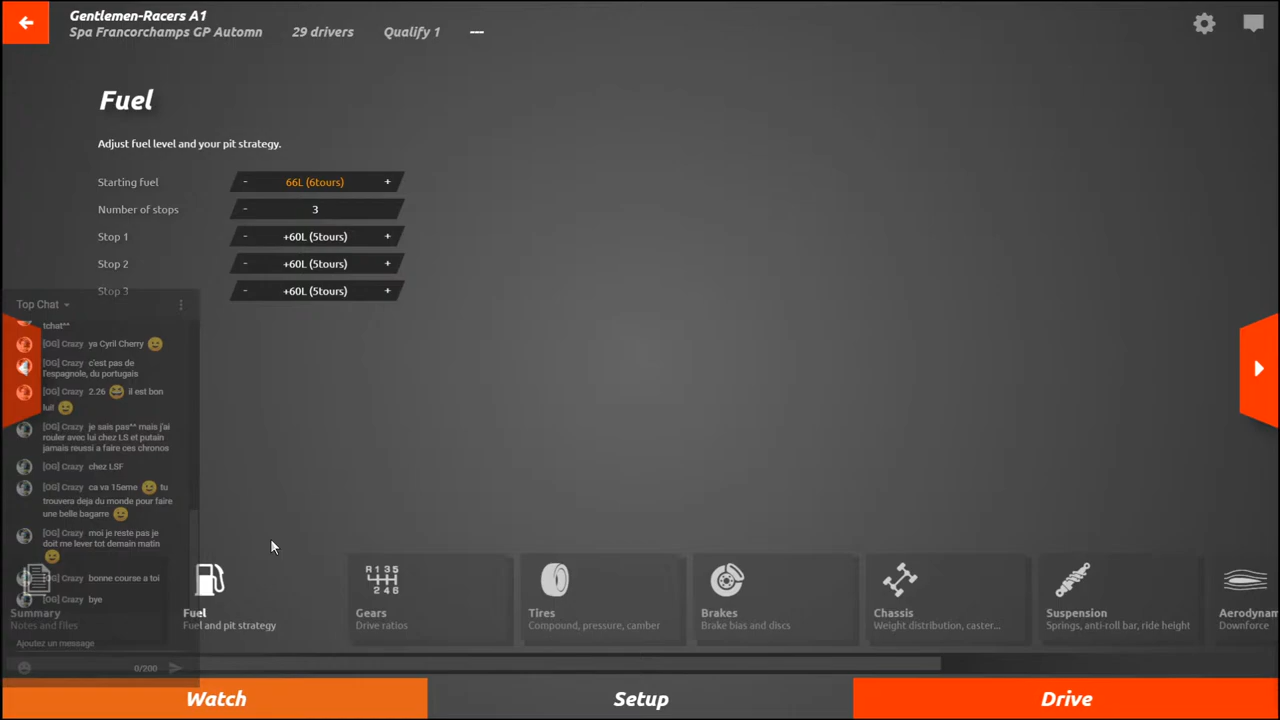 Gentlemen-Racers A1
Spa Francorchamps GP Automn 29 drivers Qualify 1 ---
Fuel
Adjust fuel level and your pit strategy.
Starting fuel - 66L (6tours) +
Number of stops - 3
Stop 1 - +60L (5tours) +
Stop 2 - +60L (5tours) +
Stop 3 - +60L (5tours) +
Top Chat
tchat^^
[OG] Crazy ya Cyril Cherry
[OG] Crazy c'est pas de
l'espagnole, du portugais
[OG] Crazy 2.26 😆 il est bon
lui! 😉
[OG] Crazy je sais pas^^ mais j'ai
rouler avec lui chez LS et putain
jamais reussi a faire ces chronos
[OG] Crazy chez LSF
[OG] Crazy ca va 15eme 😉 tu
trouvera deja du monde pour faire
une belle bagarre 🙂
[OG] Crazy moi je reste pas je
doit me lever tot demain matin
[OG] Crazy bonne course a toi
[OG] Crazy bye
Ajoutez un message
0/200
Summary
Notes and files
Fuel
Fuel and pit strategy
R 1 3 5
2 4 6
Gears
Drive ratios
Tires
Compound, pressure, camber
Brakes
Brake bias and discs
Chassis
Weight distribution, caster...
Suspension
Springs, anti-roll bar, ride height
Aerodynam
Downforce
Watch
Setup
Drive